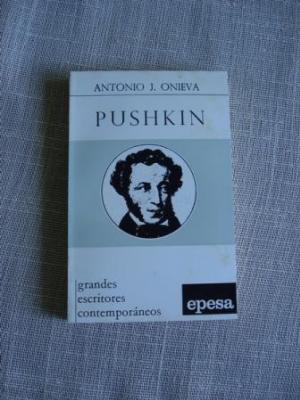 ANTONIO J. ONIEVA
PUSHKIN
grandes
escritores
contemporáneos
epesa